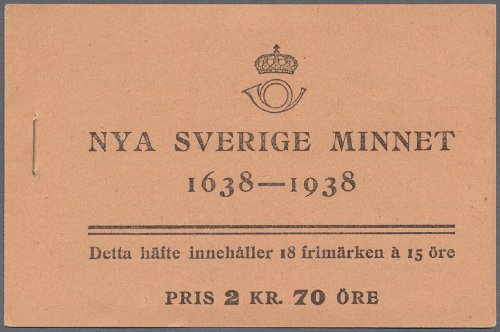 NYA SVERIGE MINNET
1638—1938
Detta häfte innehåller 18 frimärken à 15 öre
PRIS 2 KR. 70 ÖRE